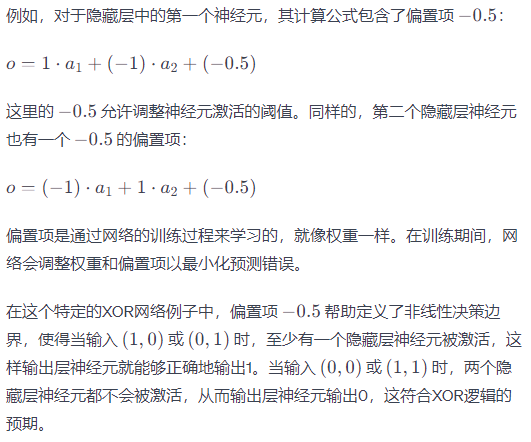 例如，对于隐藏层中的第一个神经元，其计算公式包含了偏置项 −0.5：
o = 1 · a₁ + (−1) · a₂ + (−0.5)
这里的 −0.5 允许调整神经元激活的阈值。同样的，第二个隐藏层神经元
也有一个 −0.5 的偏置项：
o = (−1) · a₁ + 1 · a₂ + (−0.5)
偏置项是通过网络的训练过程来学习的，就像权重一样。在训练期间，网
络会调整权重和偏置项以最小化预测错误。
在这个特定的XOR网络例子中，偏置项 −0.5 帮助定义了非线性决策边
界，使得当输入 (1, 0) 或 (0, 1) 时，至少有一个隐藏层神经元被激活，这
样输出层神经元就能够正确地输出1。当输入 (0, 0) 或 (1, 1) 时，两个隐
藏层神经元都不会被激活，从而输出层神经元输出0，这符合XOR逻辑的
预期。